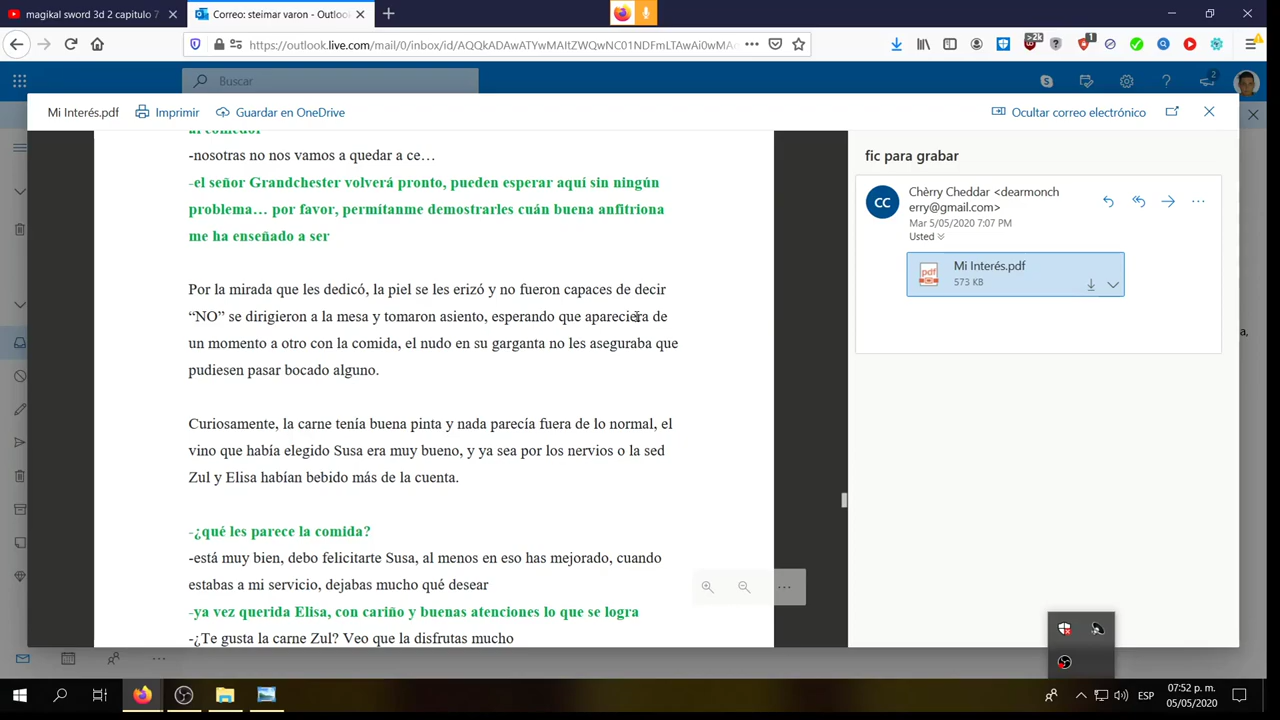 magikal sword 3d 2 capitulo 7
Correo: steimar varon - Outlook
https://outlook.live.com/mail/0/inbox/id/AQQkADAwATYwMAItZWQwNC01NDFmLTAwAi0wMAo
>2k
1
Buscar
2
Mi Interés.pdf
Imprimir
Guardar en OneDrive
Ocultar correo electrónico
al comedor
-nosotras no nos vamos a quedar a ce…
-el señor Grandchester volverá pronto, pueden esperar aquí sin ningún
problema… por favor, permítanme demostrarles cuán buena anfitriona
me ha enseñado a ser
Por la mirada que les dedicó, la piel se les erizó y no fueron capaces de decir
“NO” se dirigieron a la mesa y tomaron asiento, esperando que apareciera de
un momento a otro con la comida, el nudo en su garganta no les aseguraba que
pudiesen pasar bocado alguno.
Curiosamente, la carne tenía buena pinta y nada parecía fuera de lo normal, el
vino que había elegido Susa era muy bueno, y ya sea por los nervios o la sed
Zul y Elisa habían bebido más de la cuenta.
-¿qué les parece la comida?
-está muy bien, debo felicitarte Susa, al menos en eso has mejorado, cuando
estabas a mi servicio, dejabas mucho qué desear
-ya vez querida Elisa, con cariño y buenas atenciones lo que se logra
-¿Te gusta la carne Zul? Veo que la disfrutas mucho
fic para grabar
CC
Chèrry Cheddar <dearmonch
erry@gmail.com>
Mar 5/05/2020 7:07 PM
Usted
pdf
Mi Interés.pdf
573 KB
ESP
07:52 p. m.
05/05/2020